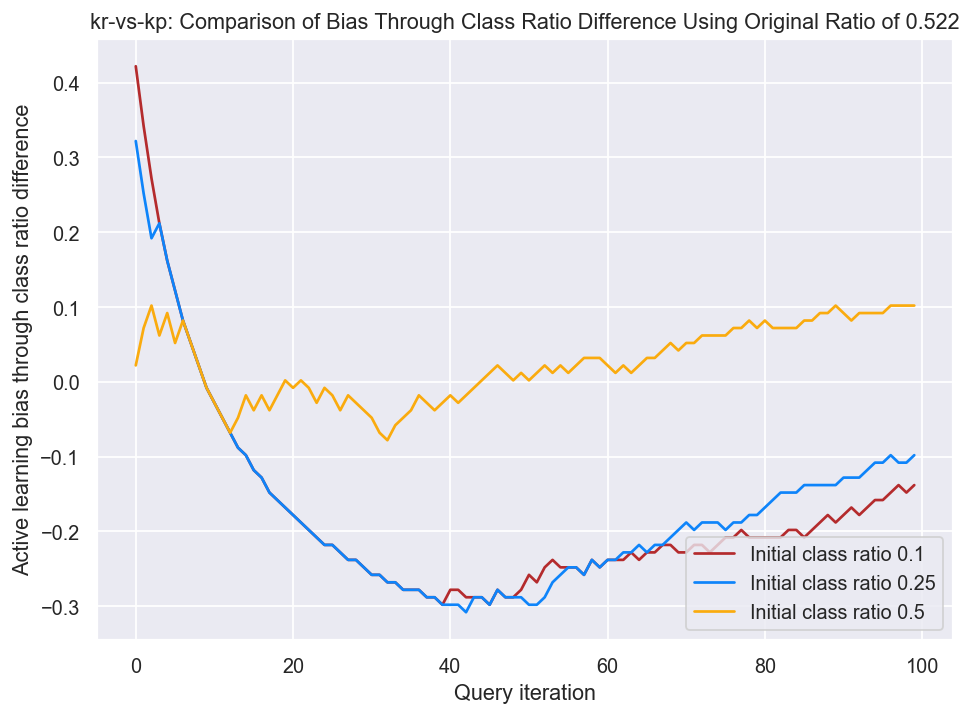 kr-vs-kp: Comparison of Bias Through Class Ratio Difference Using Original Ratio of 0.522
Active learning bias through class ratio difference
0.4
0.3
0.2
0.1
0.0
−0.1
−0.2
−0.3
Initial class ratio 0.1
Initial class ratio 0.25
Initial class ratio 0.5
0 20 40 60 80 100
Query iteration